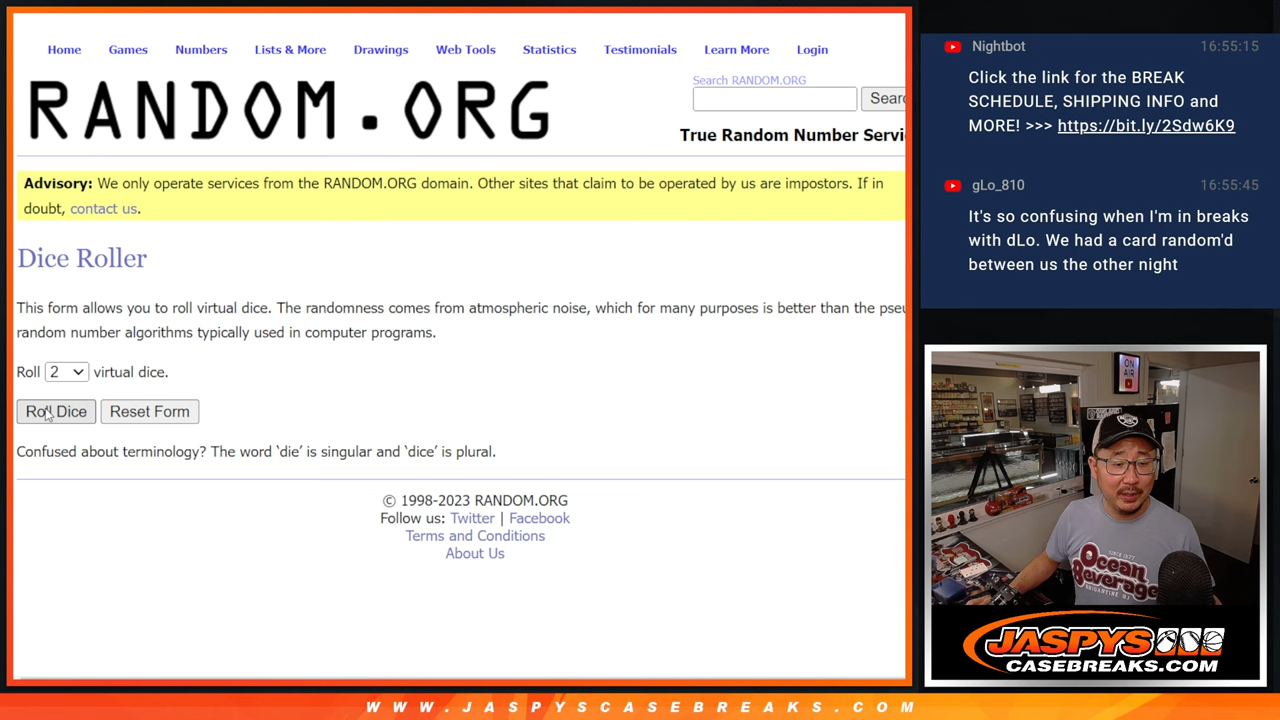 Home Games Numbers Lists & More Drawings Web Tools Statistics Testimonials Learn More Login
RANDOM.ORG
Search RANDOM.ORG
Searc
True Random Number Servi
Advisory: We only operate services from the RANDOM.ORG domain. Other sites that claim to be operated by us are impostors. If in
doubt, contact us.
Dice Roller
This form allows you to roll virtual dice. The randomness comes from atmospheric noise, which for many purposes is better than the pseu
random number algorithms typically used in computer programs.
Roll 2 virtual dice.
Roll Dice Reset Form
Confused about terminology? The word ‘die’ is singular and ‘dice’ is plural.
© 1998-2023 RANDOM.ORG
Follow us: Twitter | Facebook
Terms and Conditions
About Us
Nightbot 16:55:15
Click the link for the BREAK
SCHEDULE, SHIPPING INFO and
MORE! >>> https://bit.ly/2Sdw6K9
gLo_810 16:55:45
It's so confusing when I'm in breaks
with dLo. We had a card random'd
between us the other night
ON
AIR
Ocean
Beverage
BRIGANTINE NJ
JASPYS
CASEBREAKS.COM
WWW.JASPYSCASEBREAKS.COM